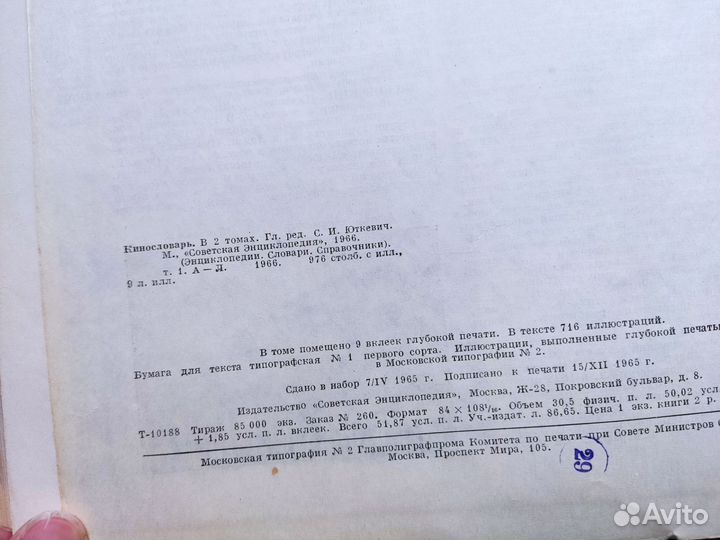 Кинословарь. В 2 томах. Гл. ред. С. И. Юткевич.
М., «Советская Энциклопедия», 1966.
(Энциклопедии. Словари. Справочники).
т. 1. А – Л. 1966. 976 столб. с илл.,
9 л. илл.
В томе помещено 9 вклеек глубокой печати. В тексте 716 иллюстраций.
Бумага для текста типографская № 1 первого сорта. Иллюстрации, выполненные глубокой печатью
в Московской типографии № 2.
Сдано в набор 7/IV 1965 г. Подписано к печати 15/XII 1965 г.
Издательство «Советская Энциклопедия», Москва, Ж-28, Покровский бульвар, д. 8.
Т-10188 Тираж 85 000 экз. Заказ № 260. Формат 84 × 108¹/₁₆. Объем 30,5 физич. п. л. 50,02 усл.
+ 1,85 усл. п. л. вклеек. Всего 51,87 усл. п. л. Уч.-издат. л. 86,65. Цена 1 экз. книги 2 р.
Московская типография № 2 Главполиграфпрома Комитета по печати при Совете Министров
Москва, Проспект Мира, 105.
29
Avito